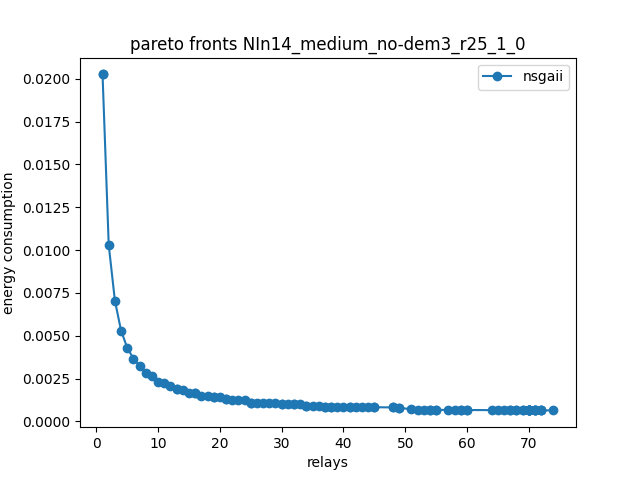 pareto fronts NIn14_medium_no-dem3_r25_1_0
nsgaii
0.0200
0.0175
0.0150
0.0125
0.0100
0.0075
0.0050
0.0025
0.0000
energy consumption
0 10 20 30 40 50 60 70
relays